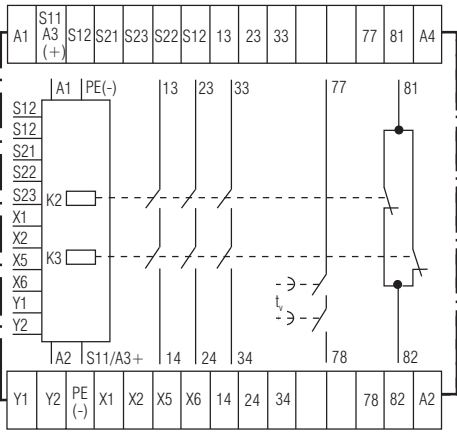 A1 S11 A3 (+) S12 S21 S23 S22 S12 13 23 33 77 81 A4
A1 PE(-) 13 23 33 77 81
S12
S12
S21
S22
S23
K2
X1
X2
X5
K3
X6
Y1
tv
Y2
A2 S11/A3+ 14 24 34 78 82
Y1 Y2 PE (-) X1 X2 X5 X6 14 24 34 78 82 A2